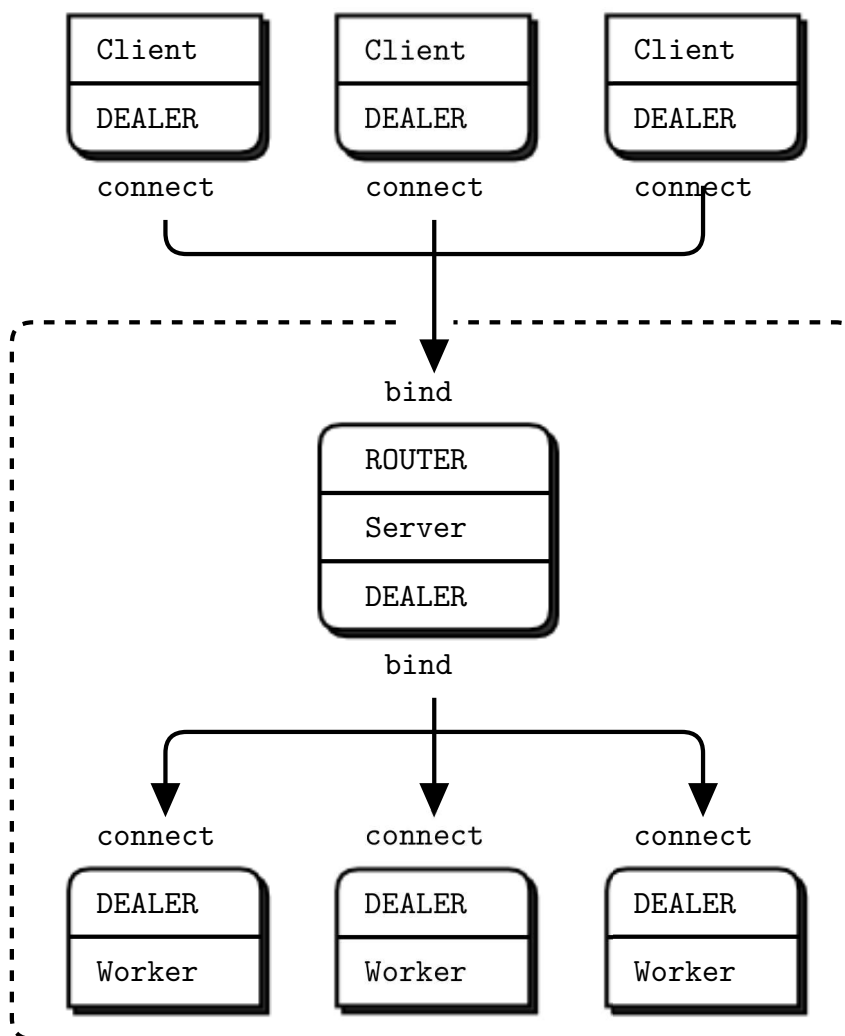 Client Client Client
DEALER DEALER DEALER
connect connect connect
bind
ROUTER
Server
DEALER
bind
connect connect connect
DEALER DEALER DEALER
Worker Worker Worker